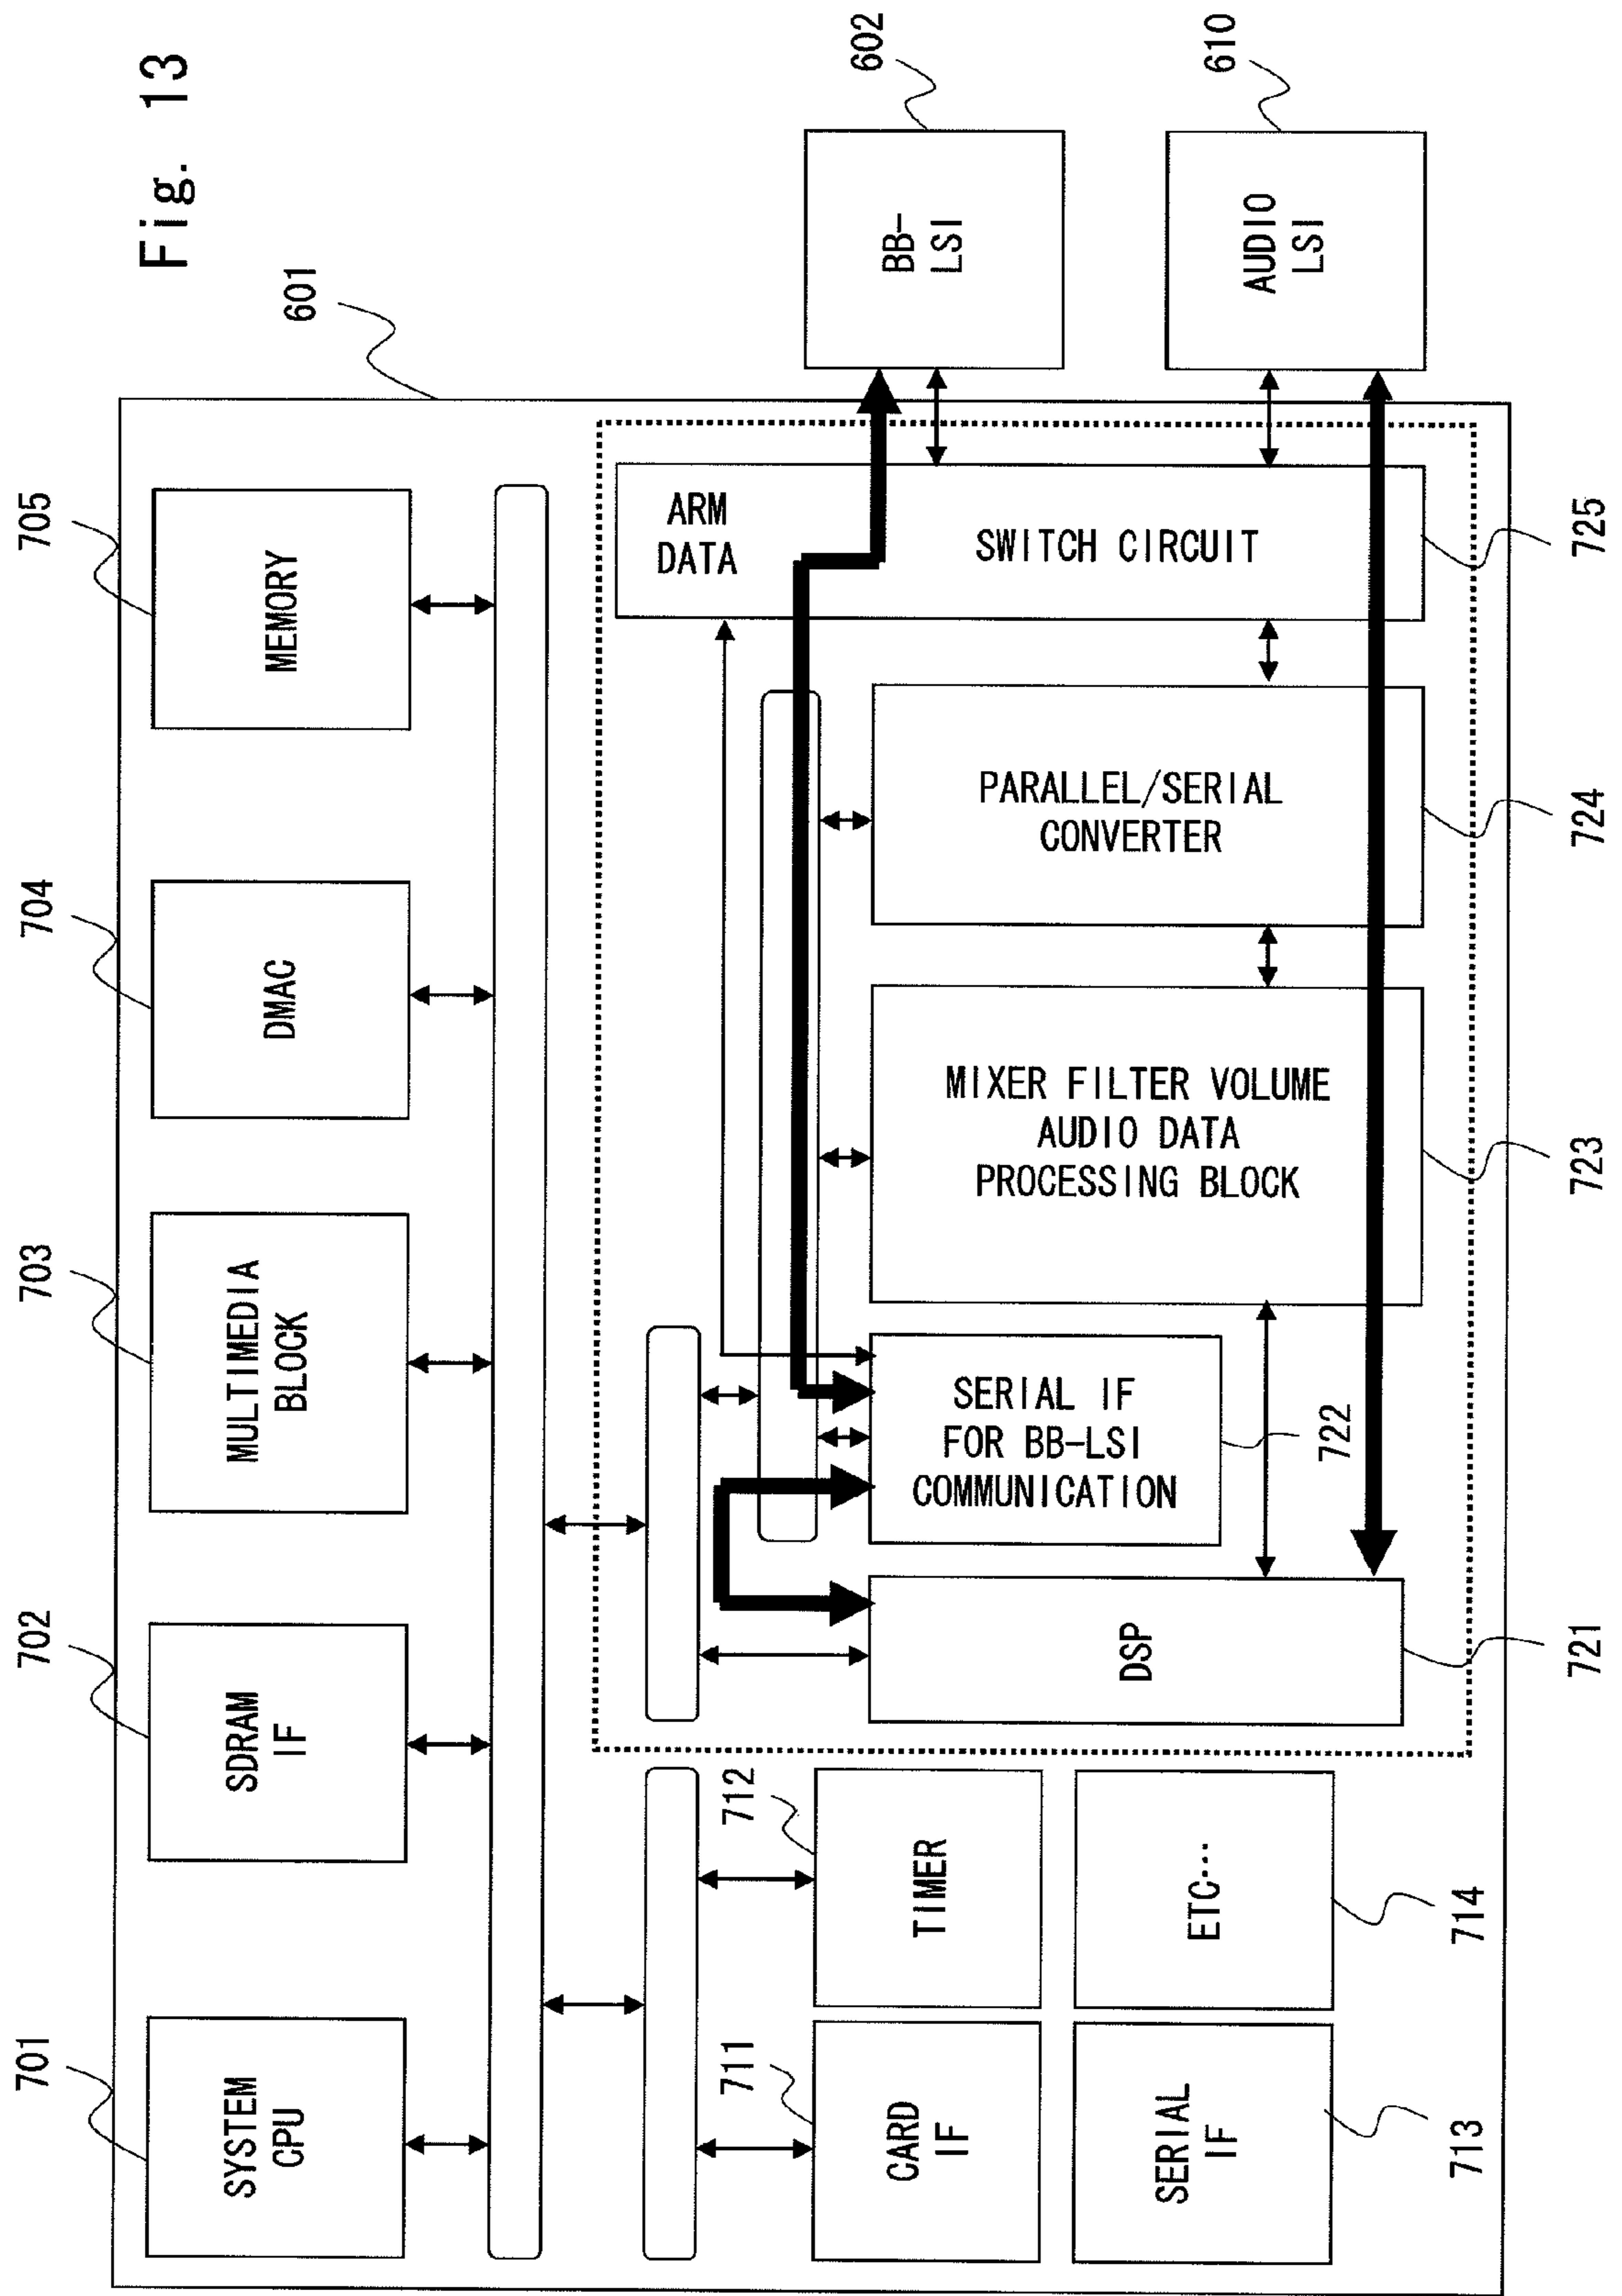 Fig. 13
601
701
702
703
704
705
SYSTEM
CPU
SDRAM
IF
MULTIMEDIA
BLOCK
DMAC
MEMORY
711
712
CARD
IF
TIMER
SERIAL
IF
ETC…
713
714
DSP
721
SERIAL IF
FOR BB-LSI
COMMUNICATION
722
MIXER FILTER VOLUME
AUDIO DATA
PROCESSING BLOCK
723
PARALLEL/SERIAL
CONVERTER
724
ARM
DATA
SWITCH CIRCUIT
725
BB-
LSI
602
AUDIO
LSI
610